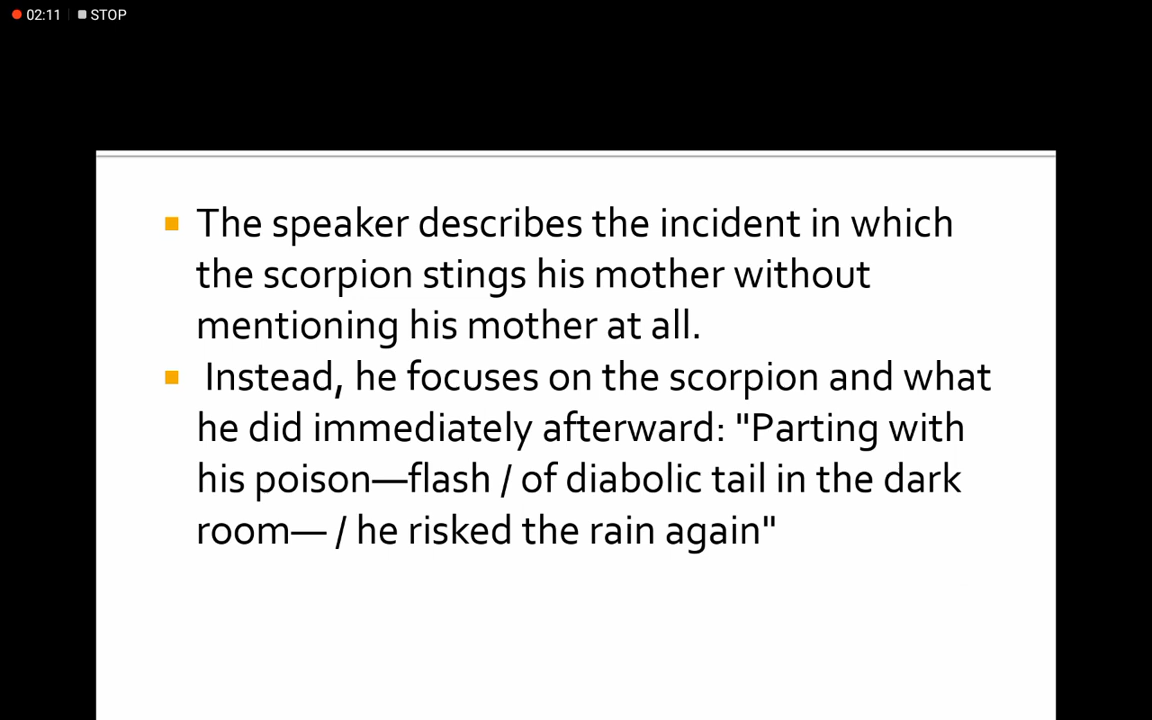 02:11 STOP
The speaker describes the incident in which
the scorpion stings his mother without
mentioning his mother at all.
Instead, he focuses on the scorpion and what
he did immediately afterward: "Parting with
his poison—flash / of diabolic tail in the dark
room— / he risked the rain again"